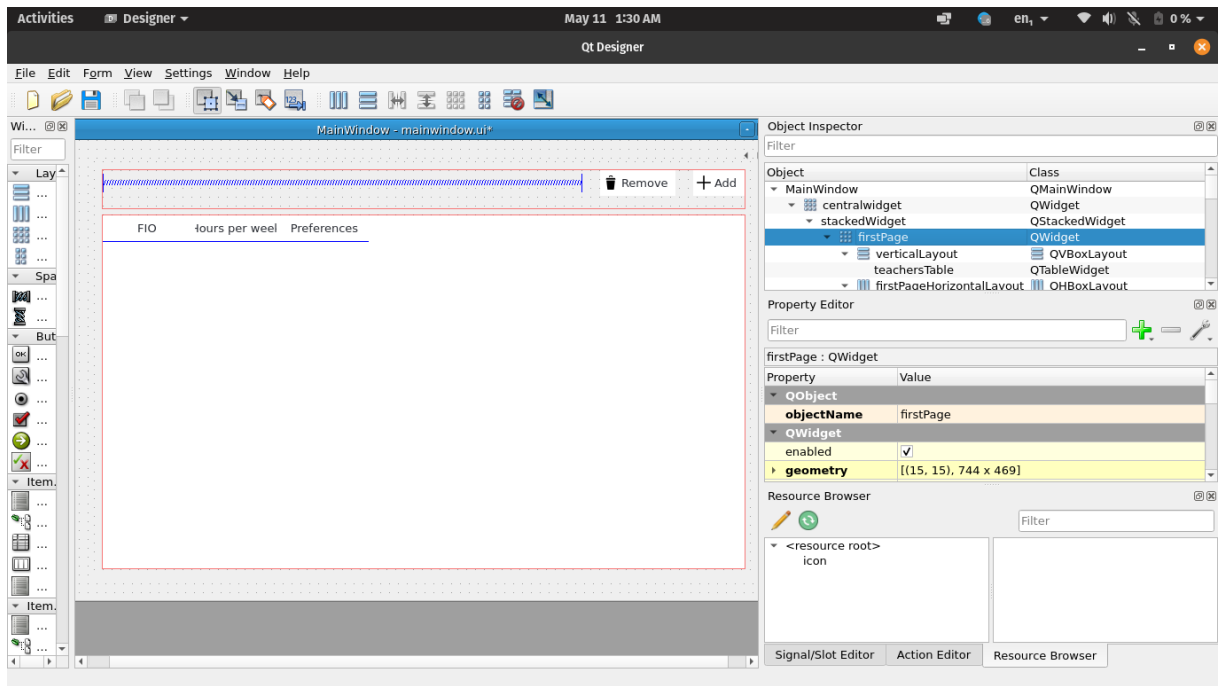 Activities Designer May 11 1:30 AM en₁ 0 %
Qt Designer
File Edit Form View Settings Window Help
Wi...
Filter
Lay
...
...
...
...
Spa
...
...
But
OK ...
...
...
...
...
...
Item.
...
...
...
...
...
Item.
...
...
MainWindow - mainwindow.ui*
Remove Add
FIO Hours per weel Preferences
Object Inspector
Filter
Object Class
MainWindow QMainWindow
centralwidget QWidget
stackedWidget QStackedWidget
firstPage QWidget
verticalLayout QVBoxLayout
teachersTable QTableWidget
firstPageHorizontalLayout QHBoxLayout
Property Editor
Filter
firstPage : QWidget
Property Value
QObject
objectName firstPage
QWidget
enabled
geometry [(15, 15), 744 x 469]
Resource Browser
Filter
<resource root>
icon
Signal/Slot Editor Action Editor Resource Browser